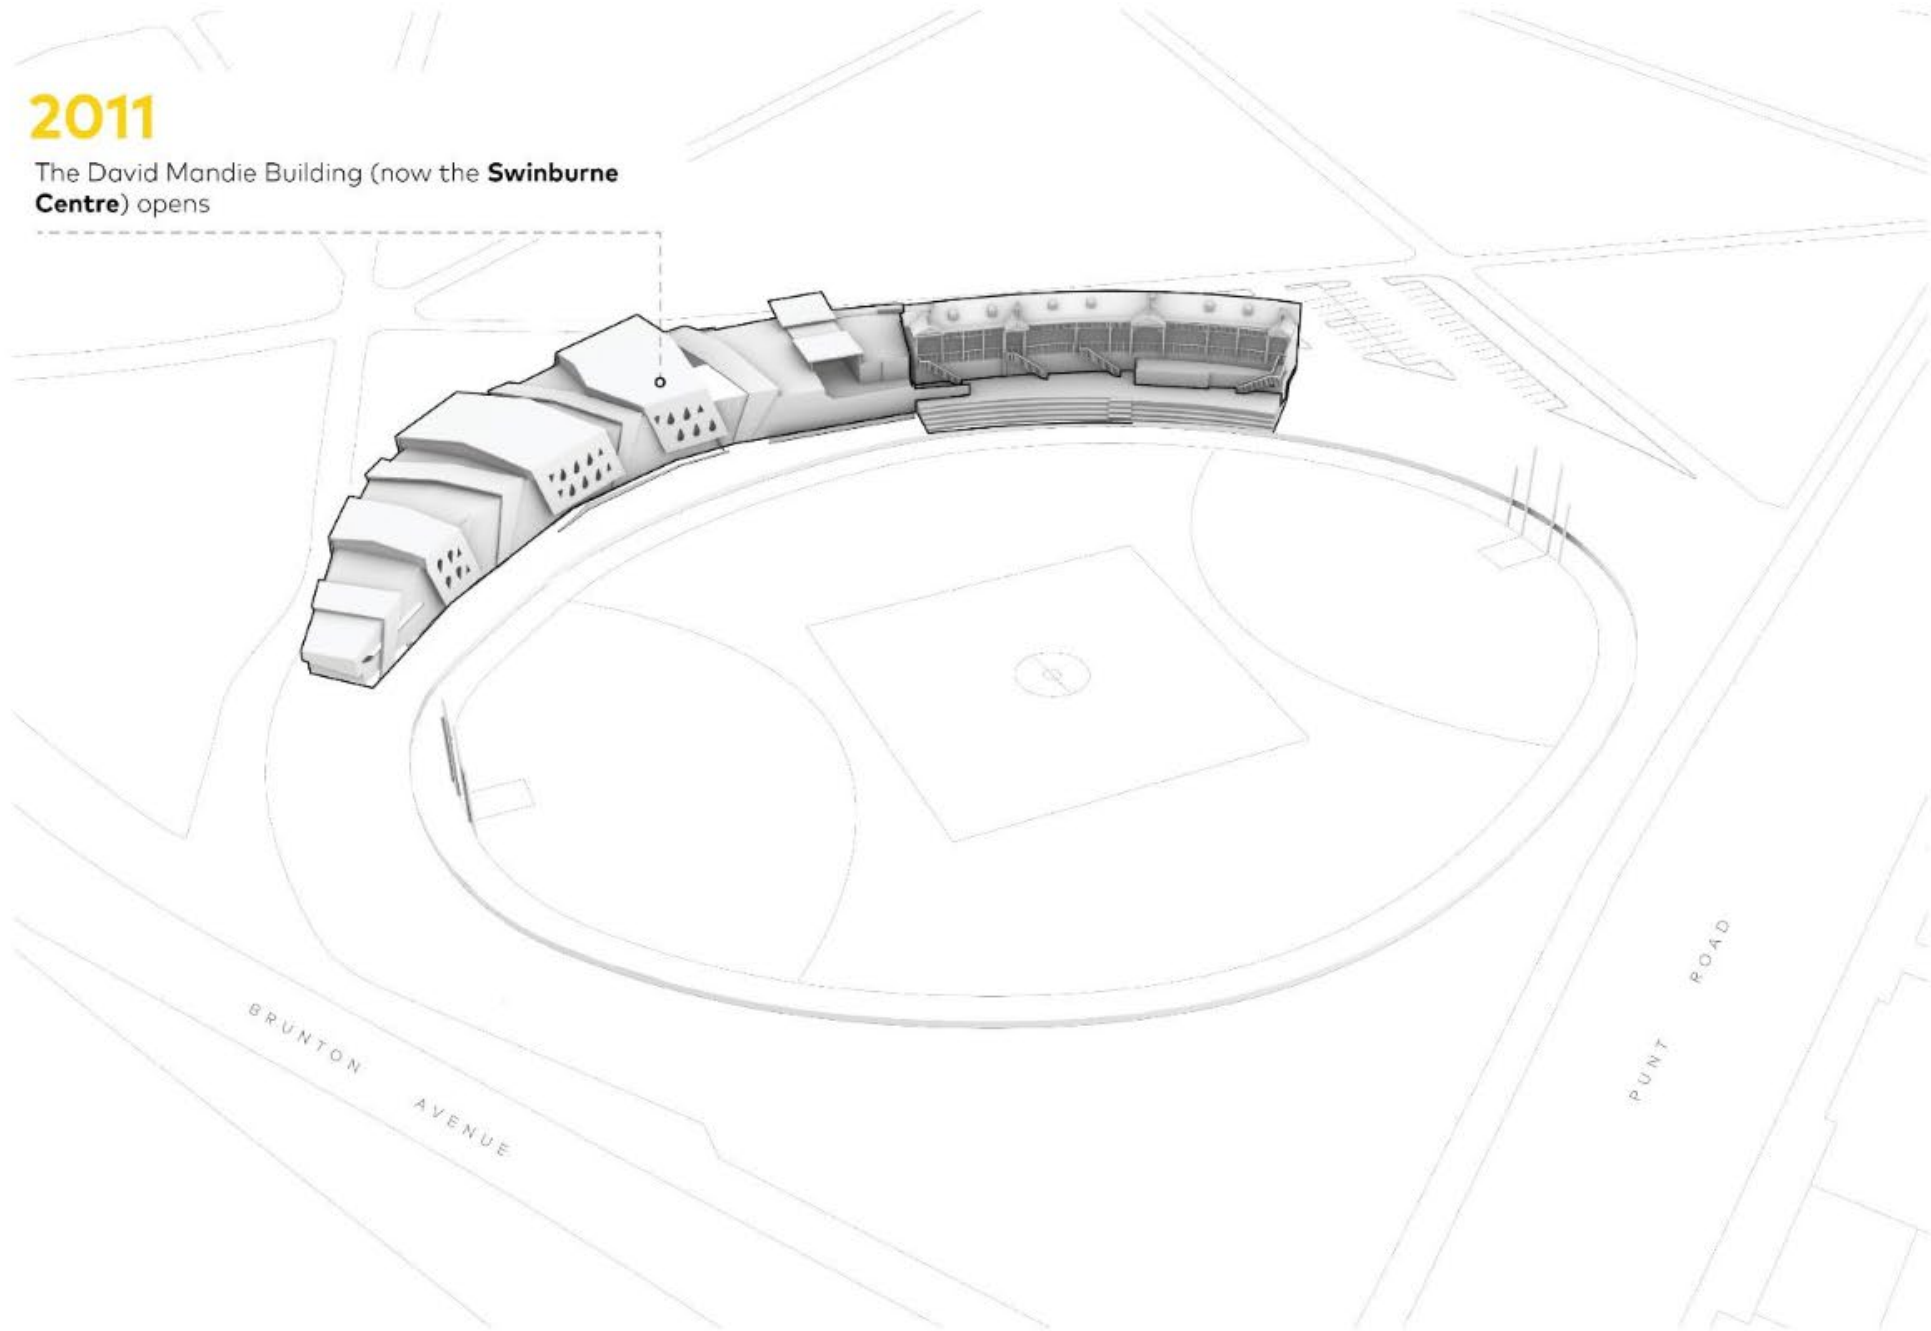 2011
The David Mandie Building (now the Swinburne
Centre) opens
BRUNTON AVENUE
PUNT ROAD